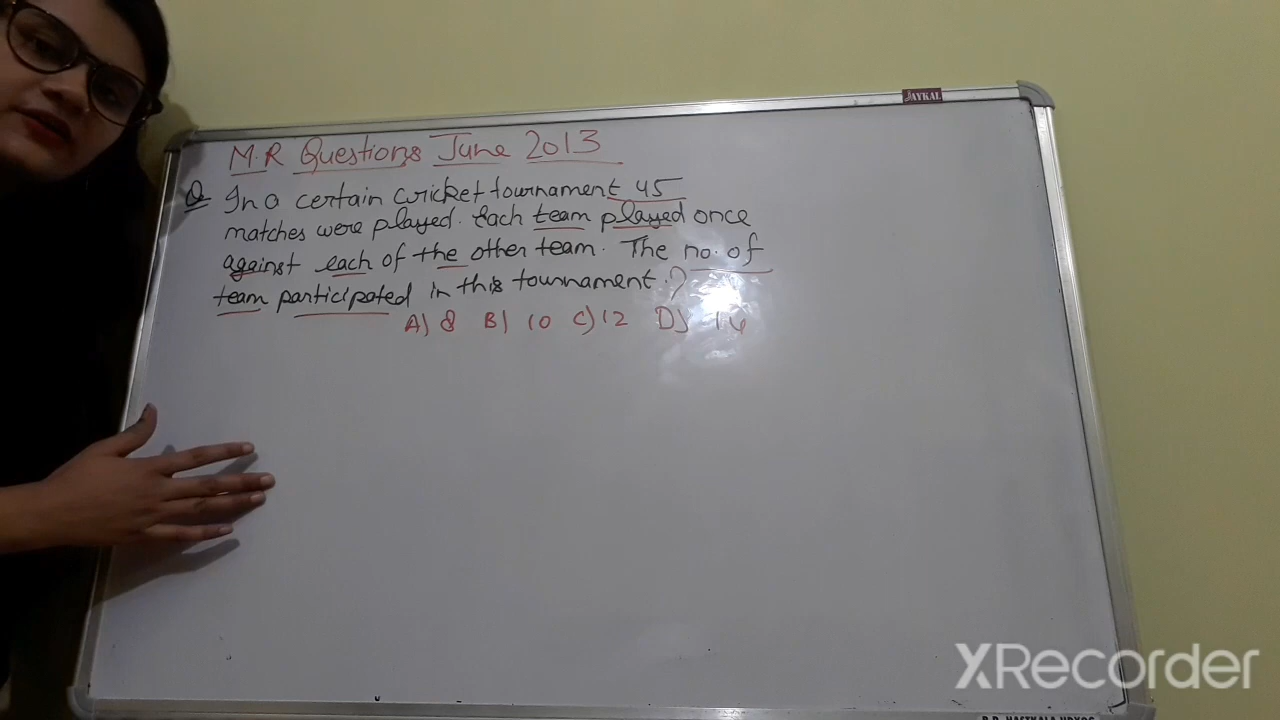 JAYKAL
M.R Questions June 2013
Q In a certain cricket tournament 45
matches were played. Each team played once
against each of the other team. The no. of
team participated in this tournament.?
A) 8 B) 10 C) 12 D) 14
XRecorder